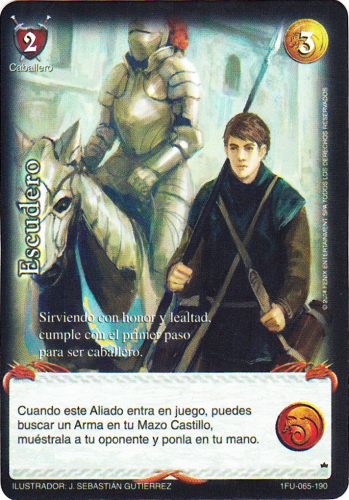 2
3
Caballero
Escudero
© 2014 FENIX ENTERTAINMENT SPA TODOS LOS DERECHOS RESERVADOS
Sirviendo con honor y lealtad,
cumple con el primer paso
para ser caballero.
Cuando este Aliado entra en juego, puedes
buscar un Arma en tu Mazo Castillo,
muéstrala a tu oponente y ponla en tu mano.
ILUSTRADOR: J. SEBASTIÁN GUTIERREZ
1FU-065-190